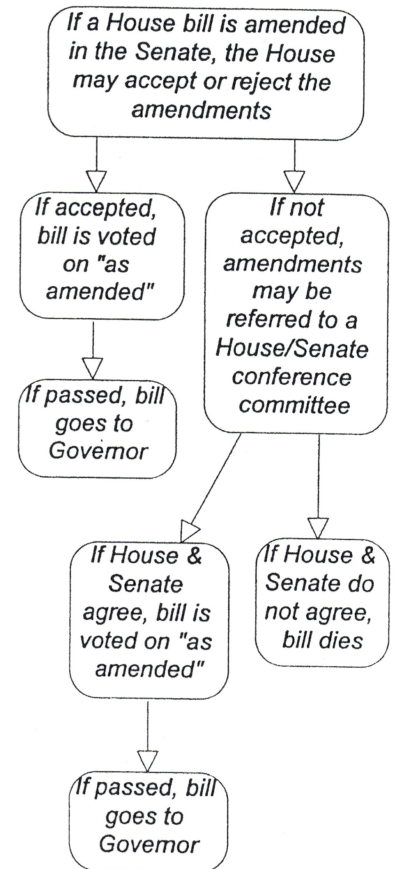 If a House bill is amended
in the Senate, the House
may accept or reject the
amendments
If accepted,
bill is voted
on "as
amended"
If not
accepted,
amendments
may be
referred to a
House/Senate
conference
committee
If passed, bill
goes to
Governor
If House &
Senate
agree, bill is
voted on "as
amended"
If House &
Senate do
not agree,
bill dies
If passed, bill
goes to
Governor